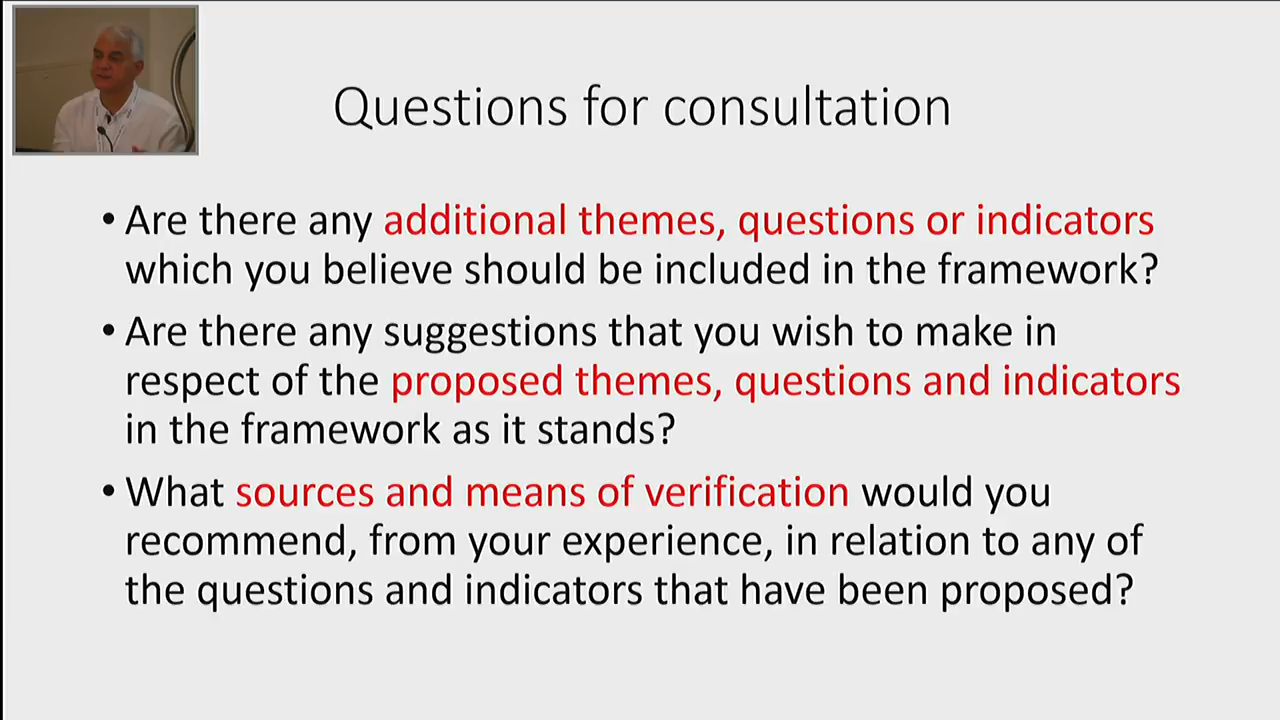 Questions for consultation
• Are there any additional themes, questions or indicators
which you believe should be included in the framework?
• Are there any suggestions that you wish to make in
respect of the proposed themes, questions and indicators
in the framework as it stands?
• What sources and means of verification would you
recommend, from your experience, in relation to any of
the questions and indicators that have been proposed?